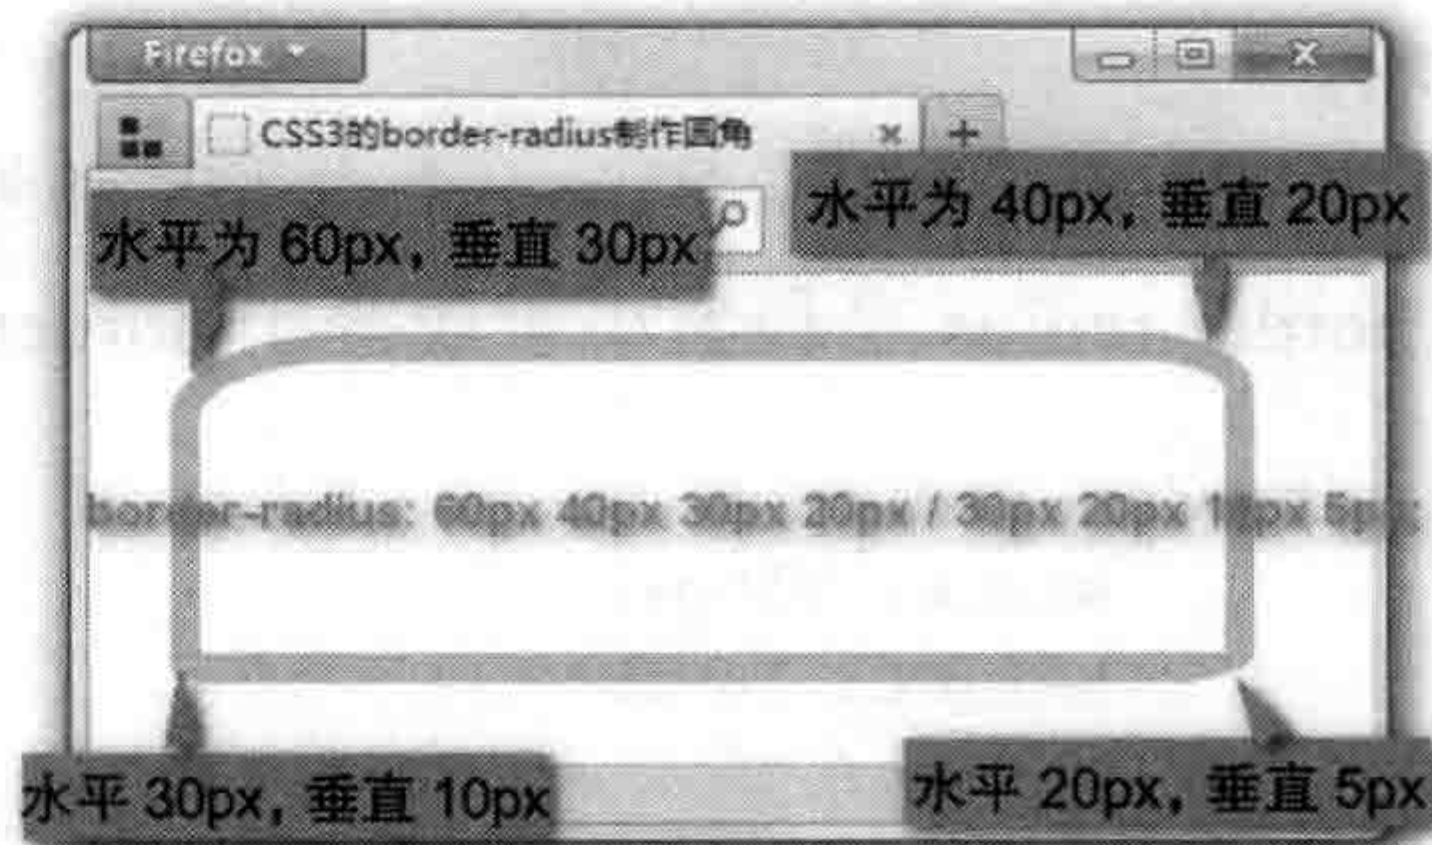 Firefox
CSS3的border-radius制作圆角
水平为 60px，垂直 30px
水平为 40px，垂直 20px
border-radius: 60px 40px 30px 20px / 30px 20px 10px 5px;
水平 30px，垂直 10px
水平 20px，垂直 5px